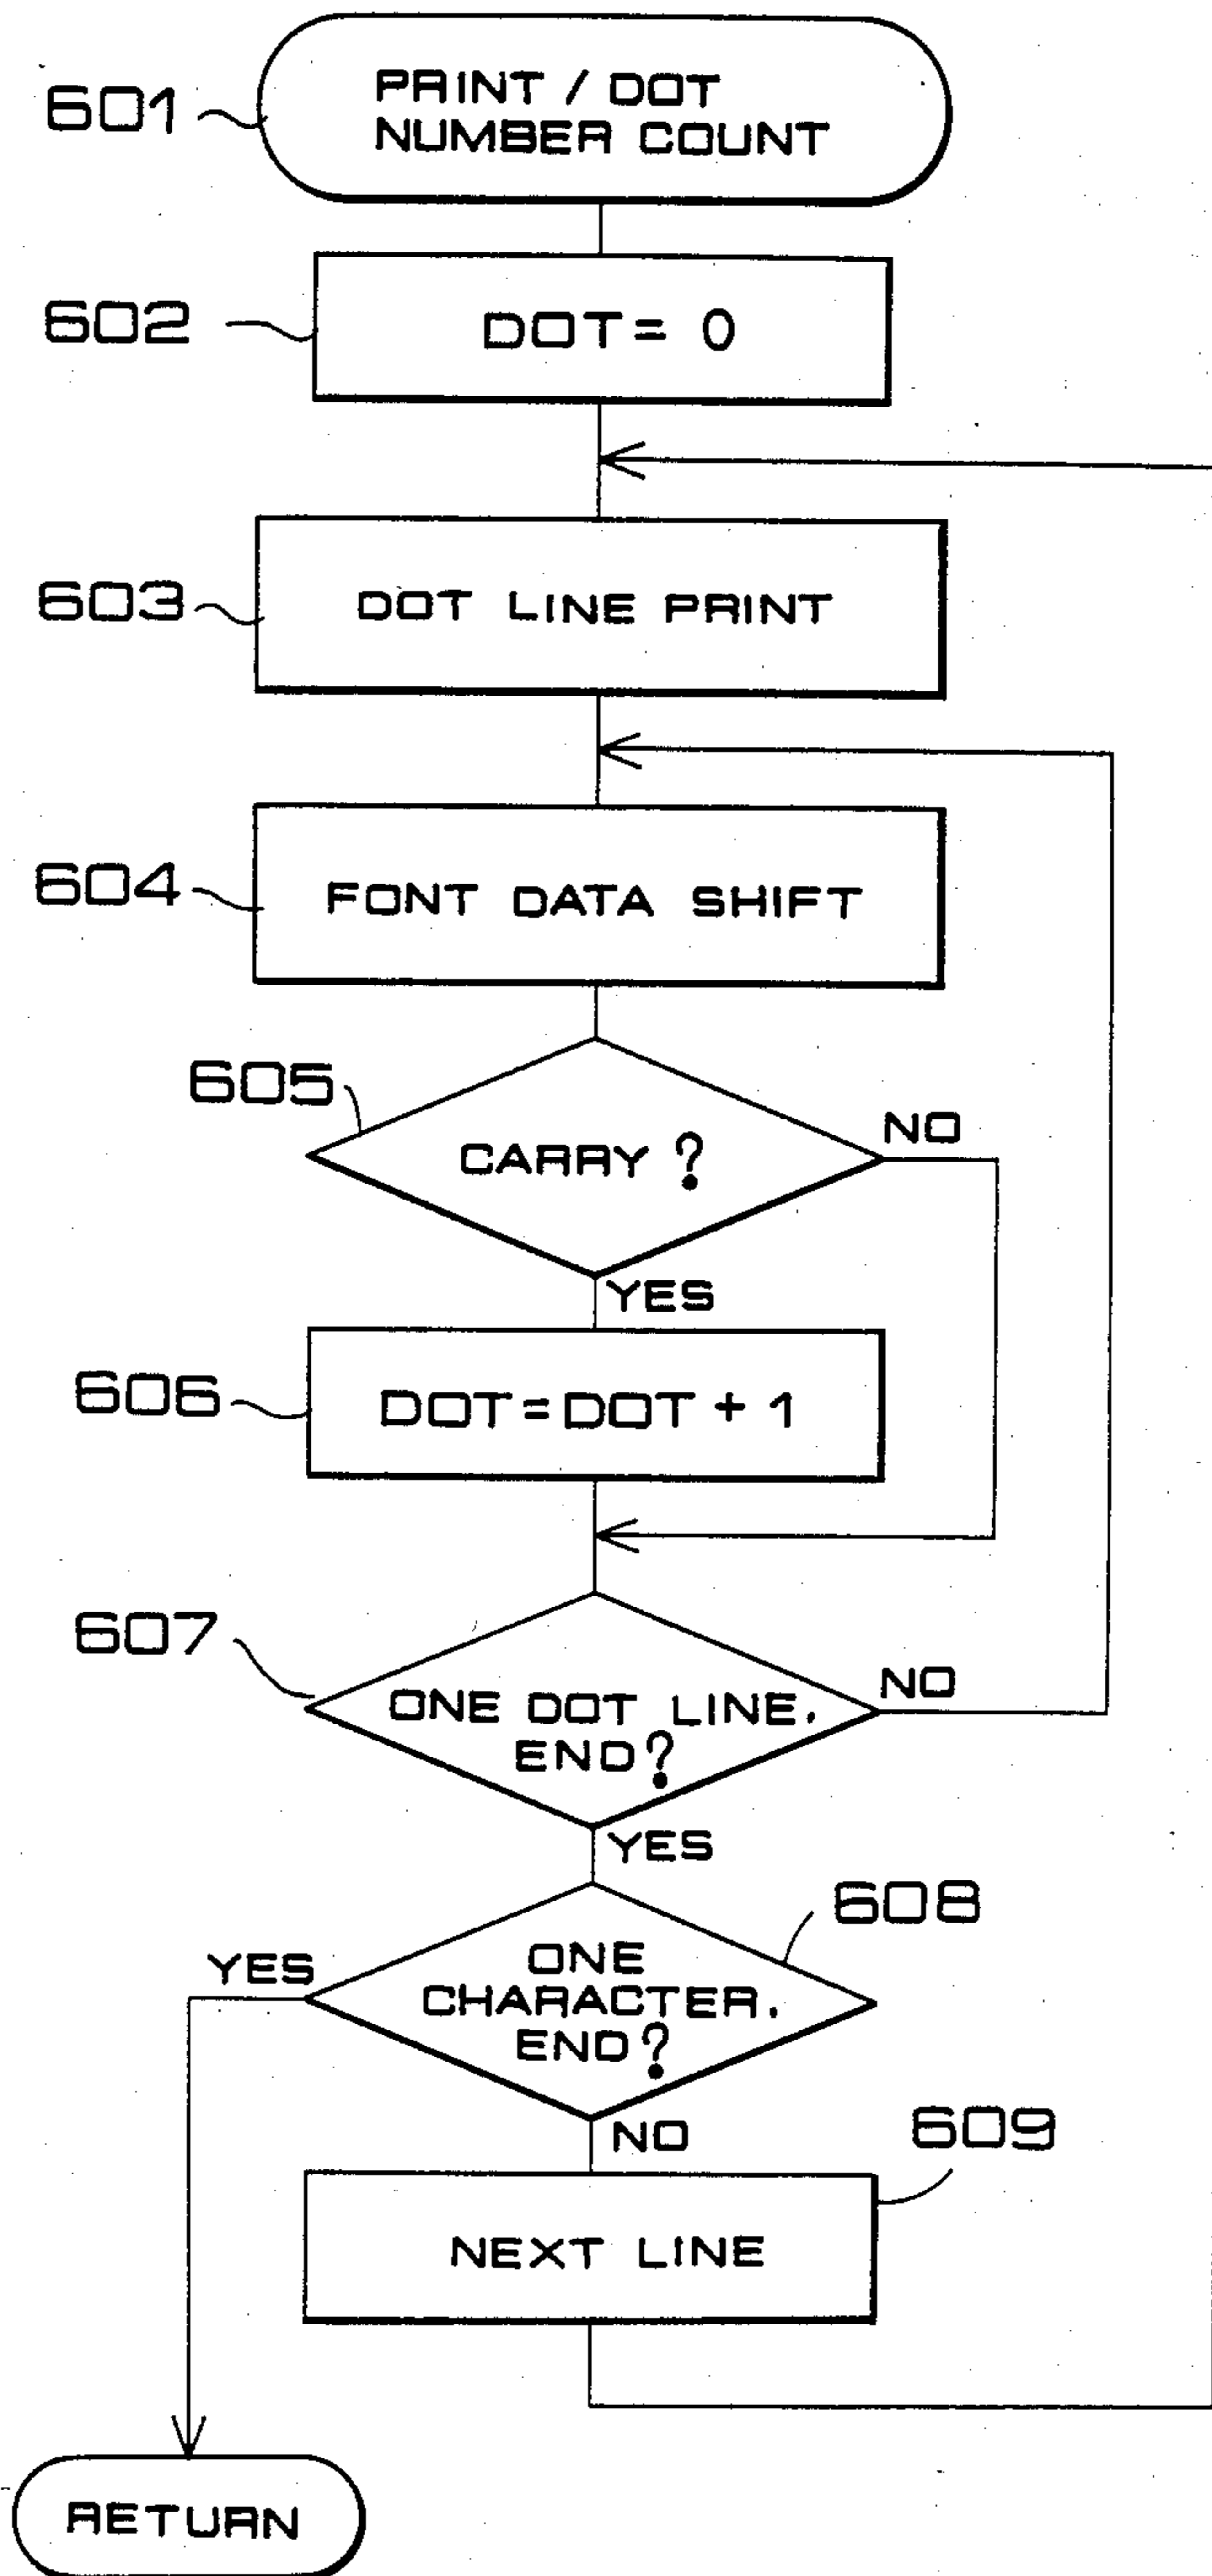 601
PRINT / DOT
NUMBER COUNT
602
DOT = 0
603
DOT LINE PRINT
604
FONT DATA SHIFT
605
CARRY ?
NO
YES
606
DOT = DOT + 1
607
ONE DOT LINE.
END ?
NO
YES
608
ONE
CHARACTER.
END ?
YES
NO
609
NEXT LINE
RETURN